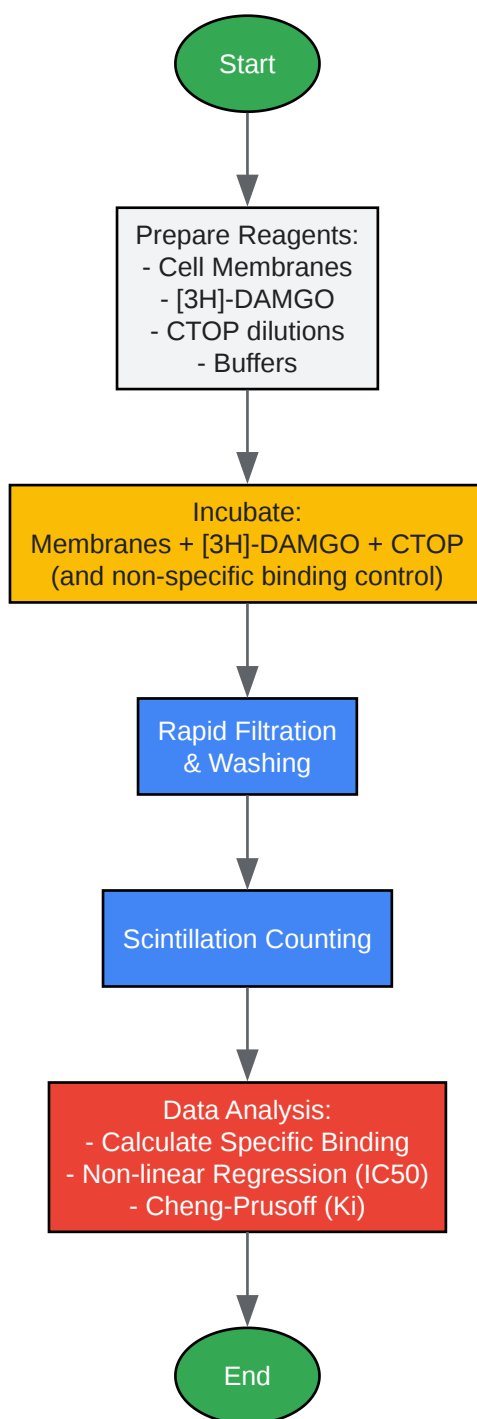 Start
Prepare Reagents:
- Cell Membranes
- [3H]-DAMGO
- CTOP dilutions
- Buffers
Incubate:
Membranes + [3H]-DAMGO + CTOP
(and non-specific binding control)
Rapid Filtration
& Washing
Scintillation Counting
Data Analysis:
- Calculate Specific Binding
- Non-linear Regression (IC50)
- Cheng-Prusoff (Ki)
End